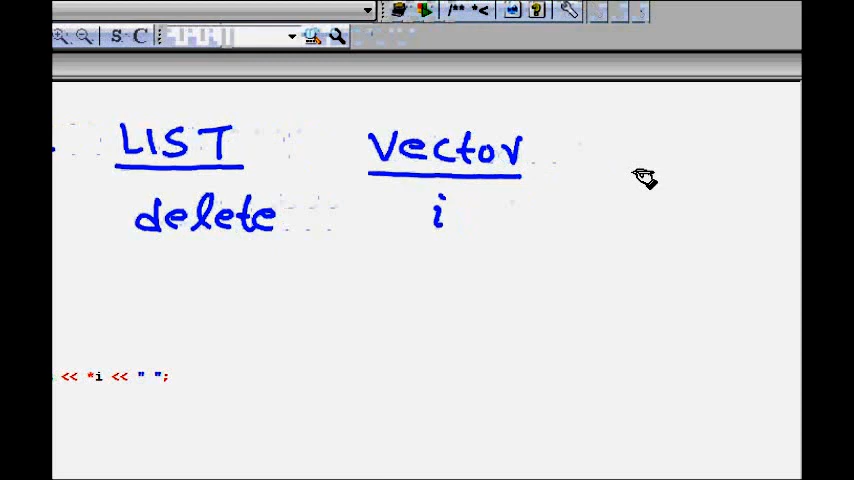 S C
/** *<
LIST Vector
delete i
<< *i << " ";